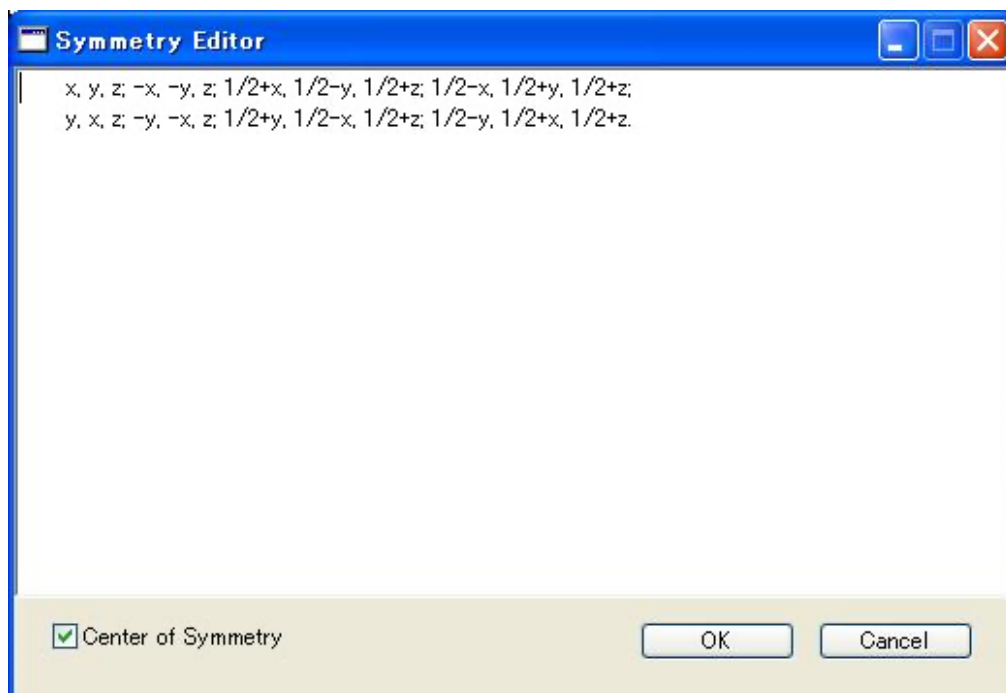 Symmetry Editor
x, y, z; -x, -y, z; 1/2+x, 1/2-y, 1/2+z; 1/2-x, 1/2+y, 1/2+z;
y, x, z; -y, -x, z; 1/2+y, 1/2-x, 1/2+z; 1/2-y, 1/2+x, 1/2+z.
Center of Symmetry
OK
Cancel